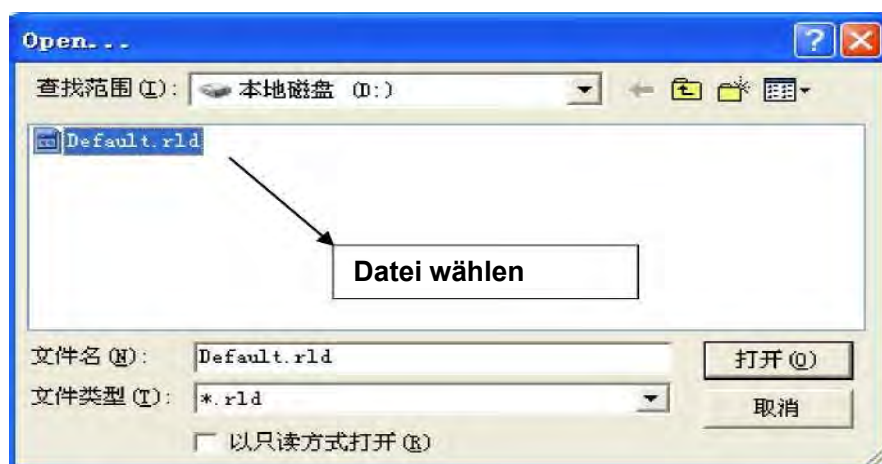 Open...
查找范围(I): 本地磁盘 (D:)
Default.rld
Datei wählen
文件名(N): Default.rld 打开(O)
文件类型(T): *.rld 取消
以只读方式打开(R)